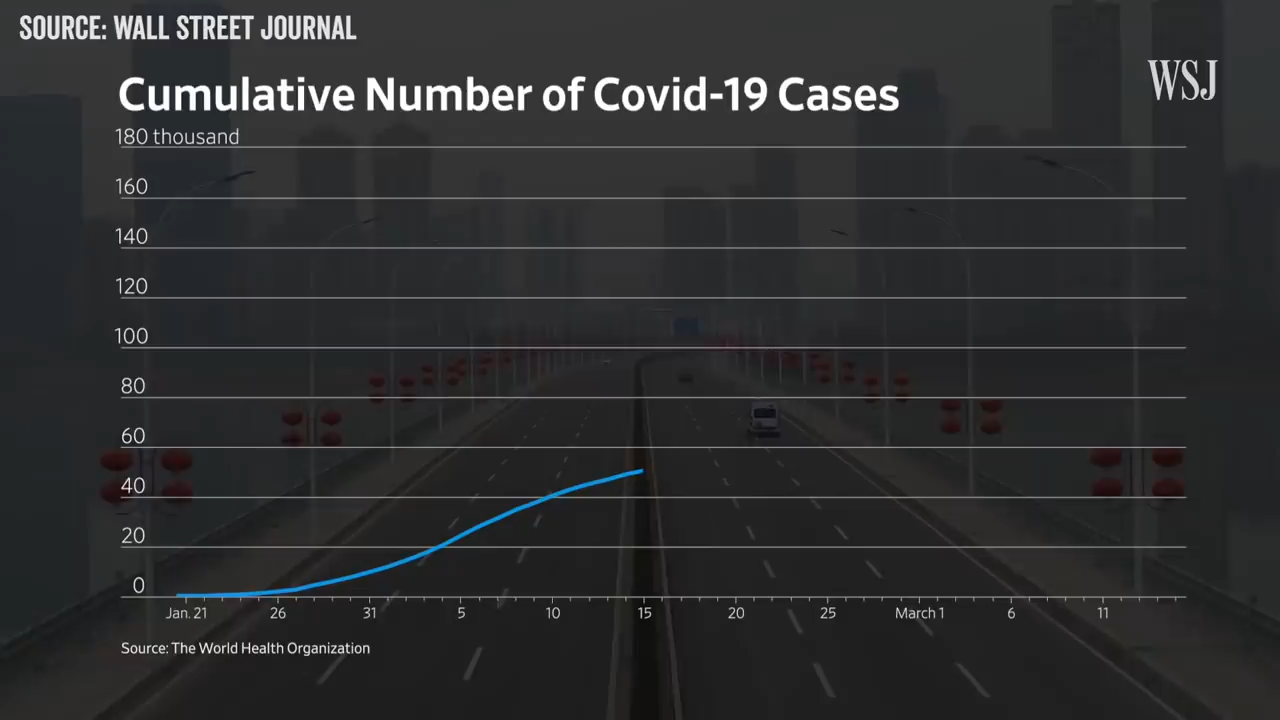 SOURCE: WALL STREET JOURNAL
WSJ
Cumulative Number of Covid-19 Cases
180 thousand
160
140
120
100
80
60
40
20
0
Jan. 21 26 31 5 10 15 20 25 March 1 6 11
Source: The World Health Organization